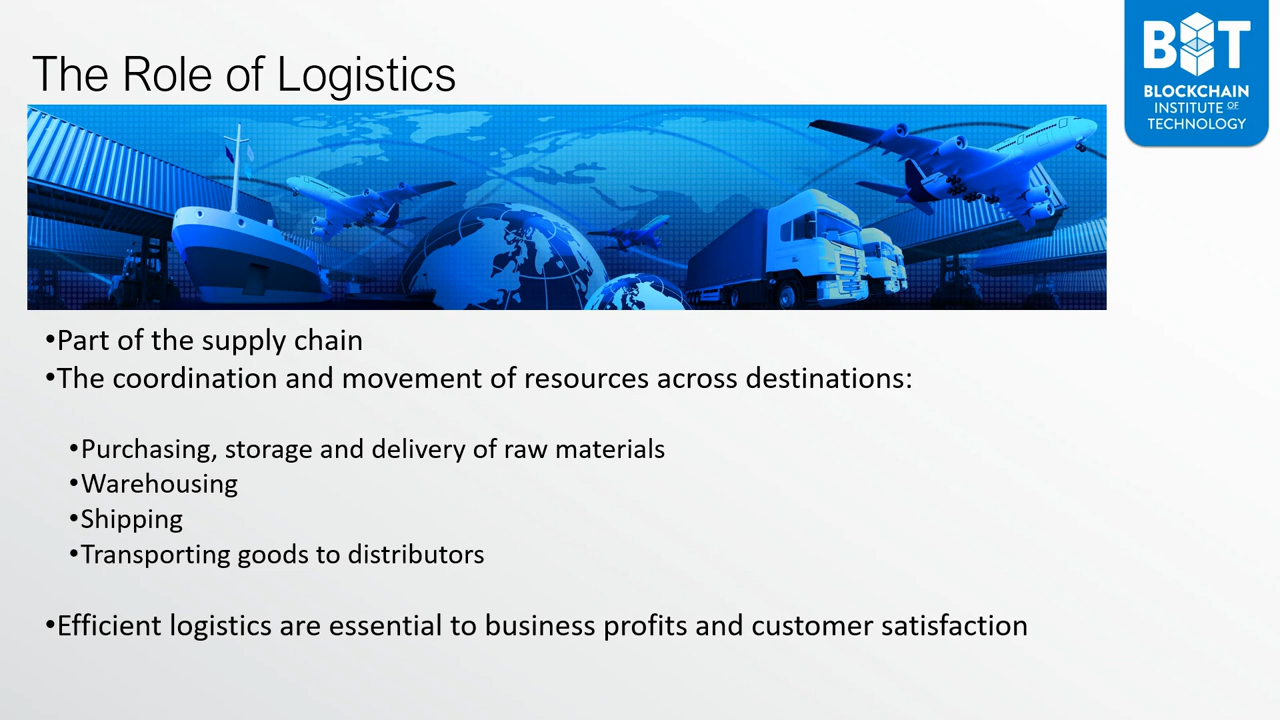 The Role of Logistics
BIT
BLOCKCHAIN
INSTITUTE OF
TECHNOLOGY
•Part of the supply chain
•The coordination and movement of resources across destinations:
•Purchasing, storage and delivery of raw materials
•Warehousing
•Shipping
•Transporting goods to distributors
•Efficient logistics are essential to business profits and customer satisfaction